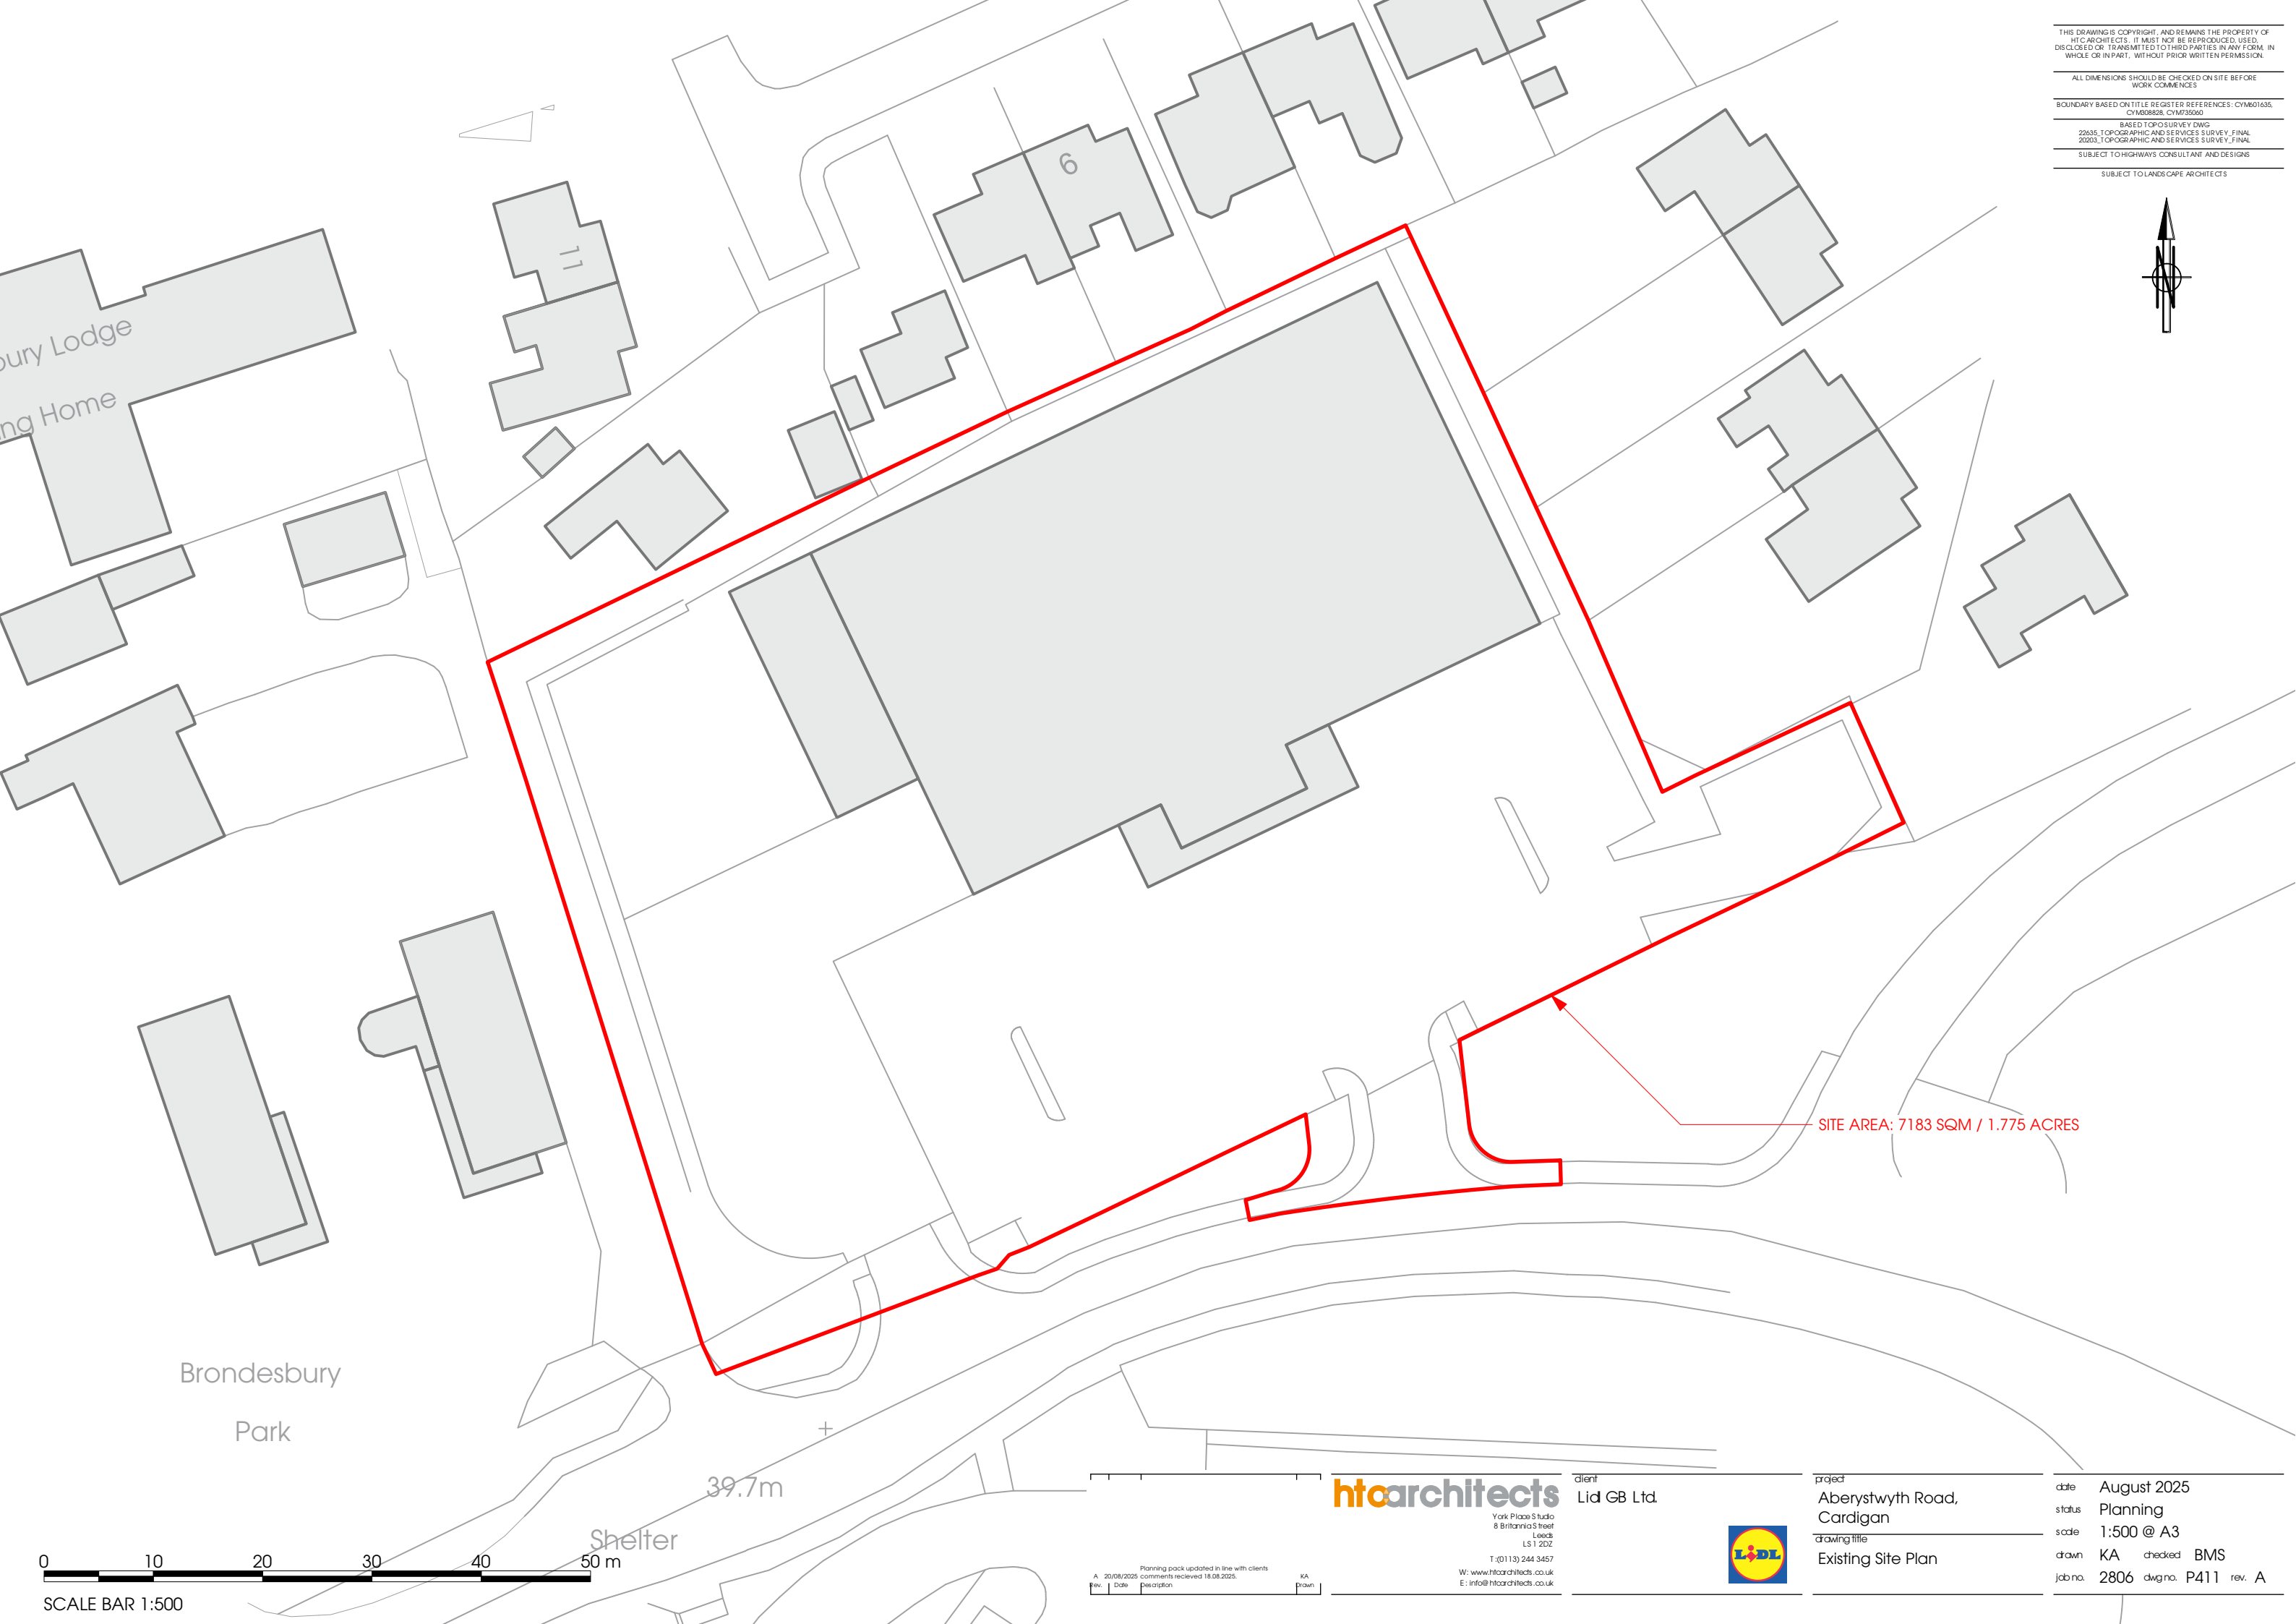 THIS DRAWING IS COPYRIGHT, AND REMAINS THE PROPERTY OF
HTC ARCHITECTS. IT MUST NOT BE REPRODUCED, USED,
DISCLOSED OR TRANSMITTED TO THIRD PARTIES IN ANY FORM, IN
WHOLE OR IN PART, WITHOUT PRIOR WRITTEN PERMISSION.
ALL DIMENSIONS SHOULD BE CHECKED ON SITE BEFORE
WORK COMMENCES
BOUNDARY BASED ON TITLE REGISTER REFERENCES: CYM601635,
CYM308828, CYM735060
BASED TOPO SURVEY DWG
22635_TOPOGRAPHIC AND SERVICES SURVEY_FINAL
20203_TOPOGRAPHIC AND SERVICES SURVEY_FINAL
SUBJECT TO HIGHWAYS CONSULTANT AND DESIGNS
SUBJECT TO LANDSCAPE ARCHITECTS
N
6
11
bury Lodge
ing Home
SITE AREA: 7183 SQM / 1.775 ACRES
Brondesbury
Park
39.7m
Shelter
0 10 20 30 40 50 m
SCALE BAR 1:500
Planning pack updated in line with clients
A 20/08/2025 comments recieved 18.08.2025. KA
Rev. Date Description Drawn
htcarchitects
York Place Studio
8 Britannia Street
Leeds
LS1 2DZ
T:(0113) 244 3457
W: www.htcarchitects.co.uk
E: info@htcarchitects.co.uk
client
Lidl GB Ltd.
LIDL
project
Aberystwyth Road,
Cardigan
drawing title
Existing Site Plan
date August 2025
status Planning
scale 1:500 @ A3
drawn KA checked BMS
job no. 2806 dwg no. P411 rev. A